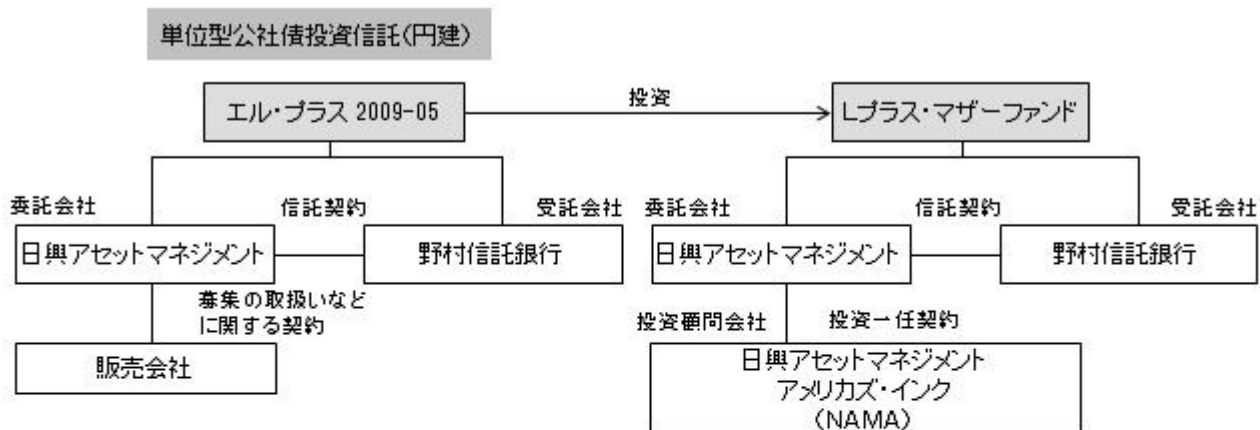 単位型公社債投資信託(円建)
エル・プラス 2009-05
投資
Lプラス・マザーファンド
委託会社
信託契約
受託会社
委託会社
信託契約
受託会社
日興アセットマネジメント
野村信託銀行
日興アセットマネジメント
野村信託銀行
募集の取扱いなど
に関する契約
投資顧問会社
投資一任契約
販売会社
日興アセットマネジメント
アメリカズ・インク
(NAMA)